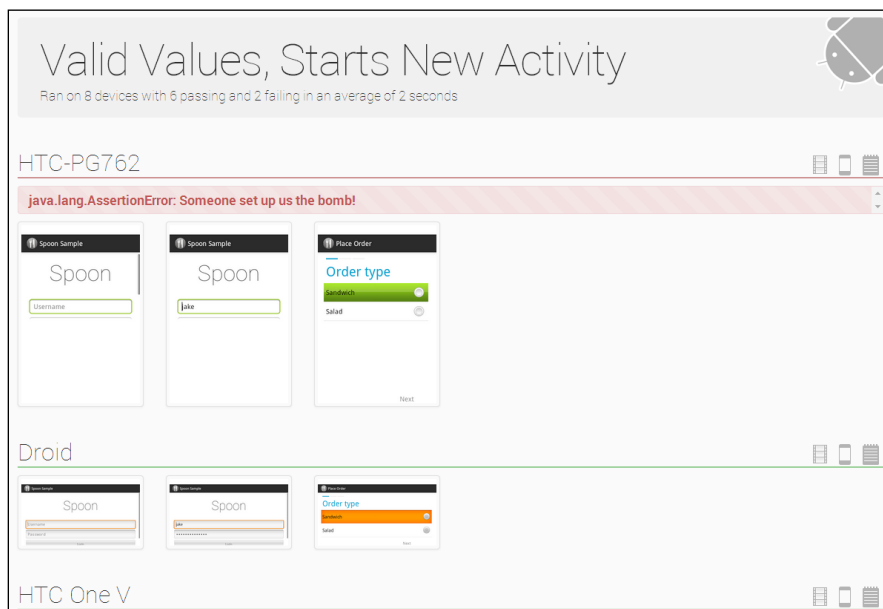 Valid Values, Starts New Activity
Ran on 8 devices with 6 passing and 2 failing in an average of 2 seconds
HTC-PG762
java.lang.AssertionError: Someone set up us the bomb!
Spoon Sample
Spoon
Username
Spoon Sample
Spoon
jake
Place Order
Order type
Sandwich
Salad
Next
Droid
Spoon Sample
Spoon
Username
Password
Spoon Sample
Spoon
jake
••••••••••••••
Place Order
Order type
Sandwich
Salad
Next
HTC One V